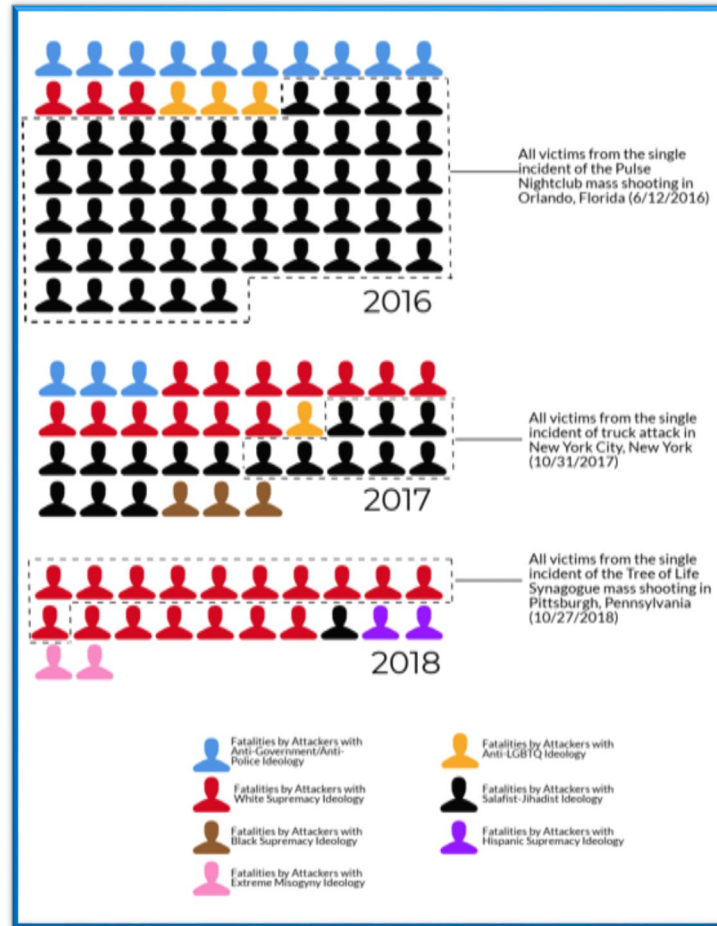 All victims from the single
incident of the Pulse
Nightclub mass shooting in
Orlando, Florida (6/12/2016)
2016
All victims from the single
incident of truck attack in
New York City, New York
(10/31/2017)
2017
All victims from the single
incident of the Tree of Life
Synagogue mass shooting in
Pittsburgh, Pennsylvania
(10/27/2018)
2018
Fatalities by Attackers with
Anti-Government/Anti-
Police Ideology
Fatalities by Attackers with
Anti-LGBTQ Ideology
Fatalities by Attackers with
White Supremacy Ideology
Fatalities by Attackers with
Salafist-Jihadist Ideology
Fatalities by Attackers with
Black Supremacy Ideology
Fatalities by Attackers with
Hispanic Supremacy Ideology
Fatalities by Attackers with
Extreme Misogyny Ideology